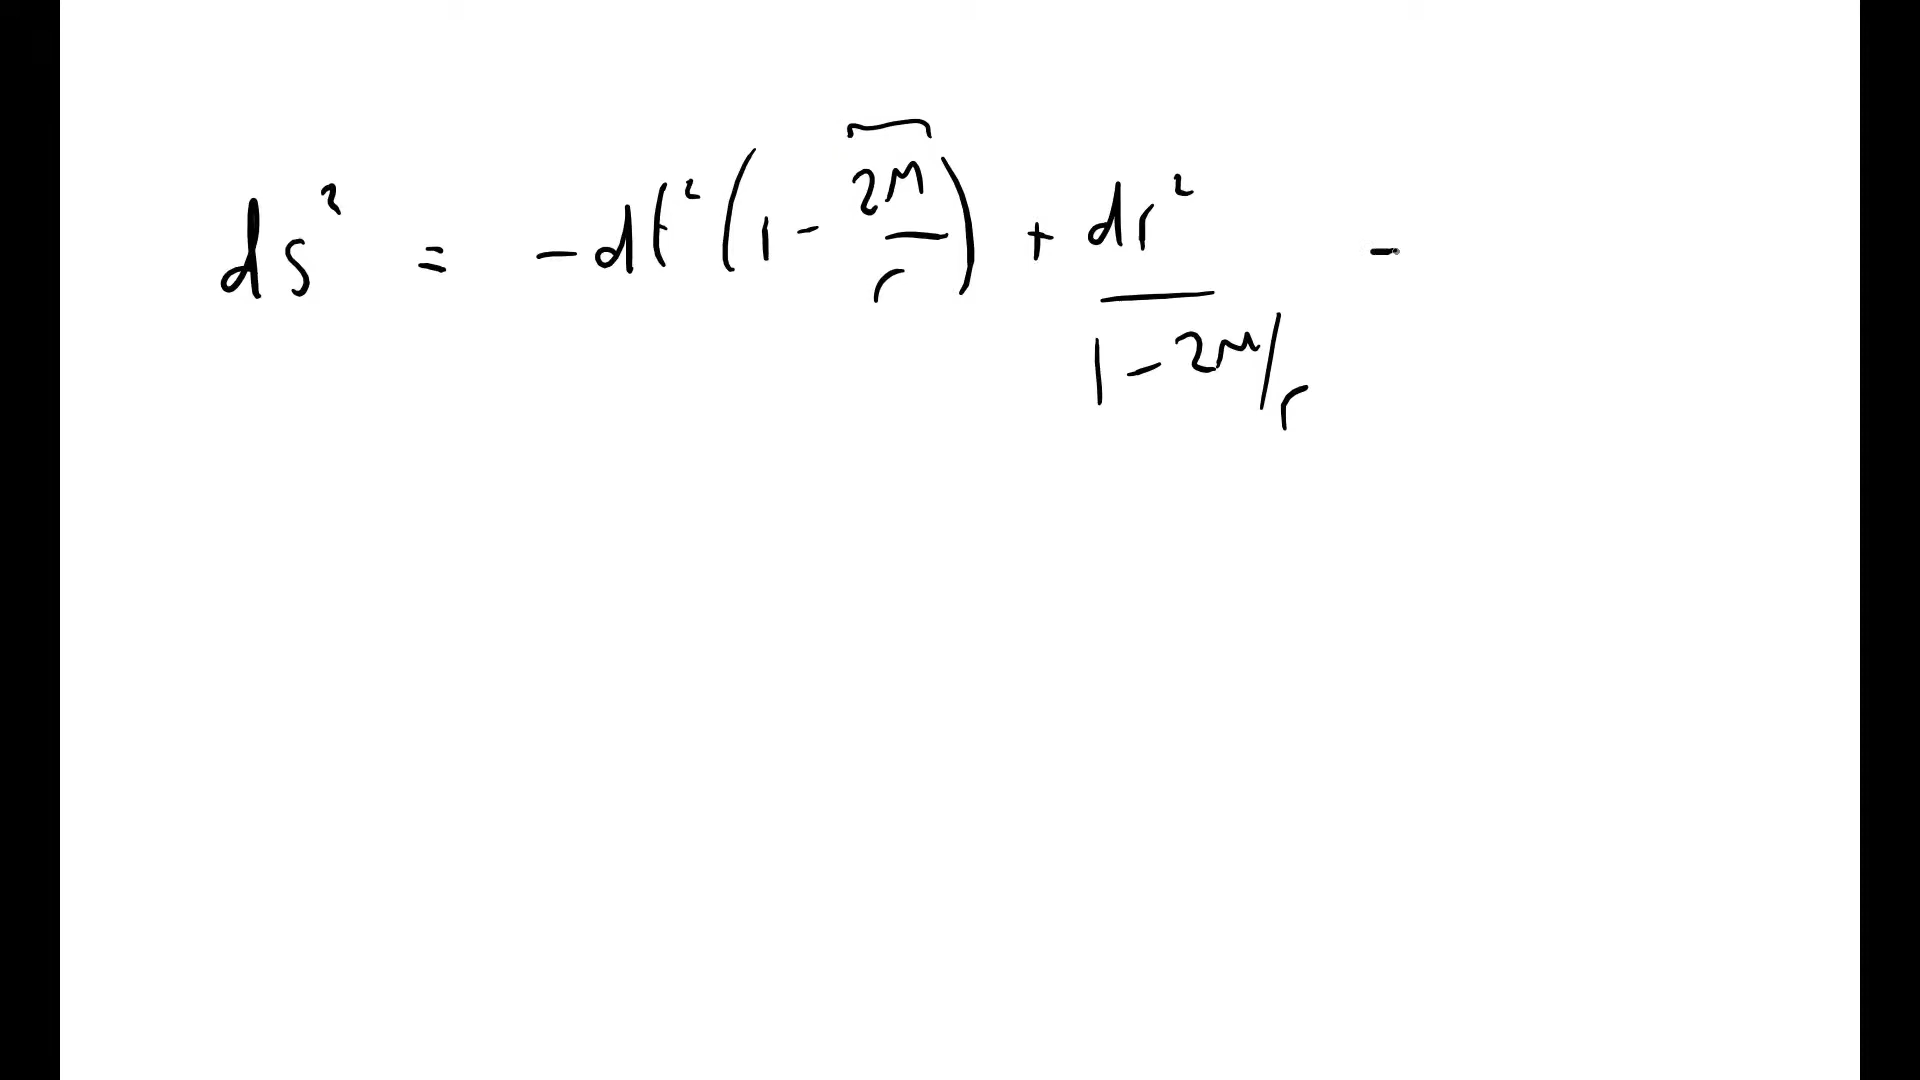 ds² = -dt²(1 - 2M/r) + dr²/(1 - 2M/r) -